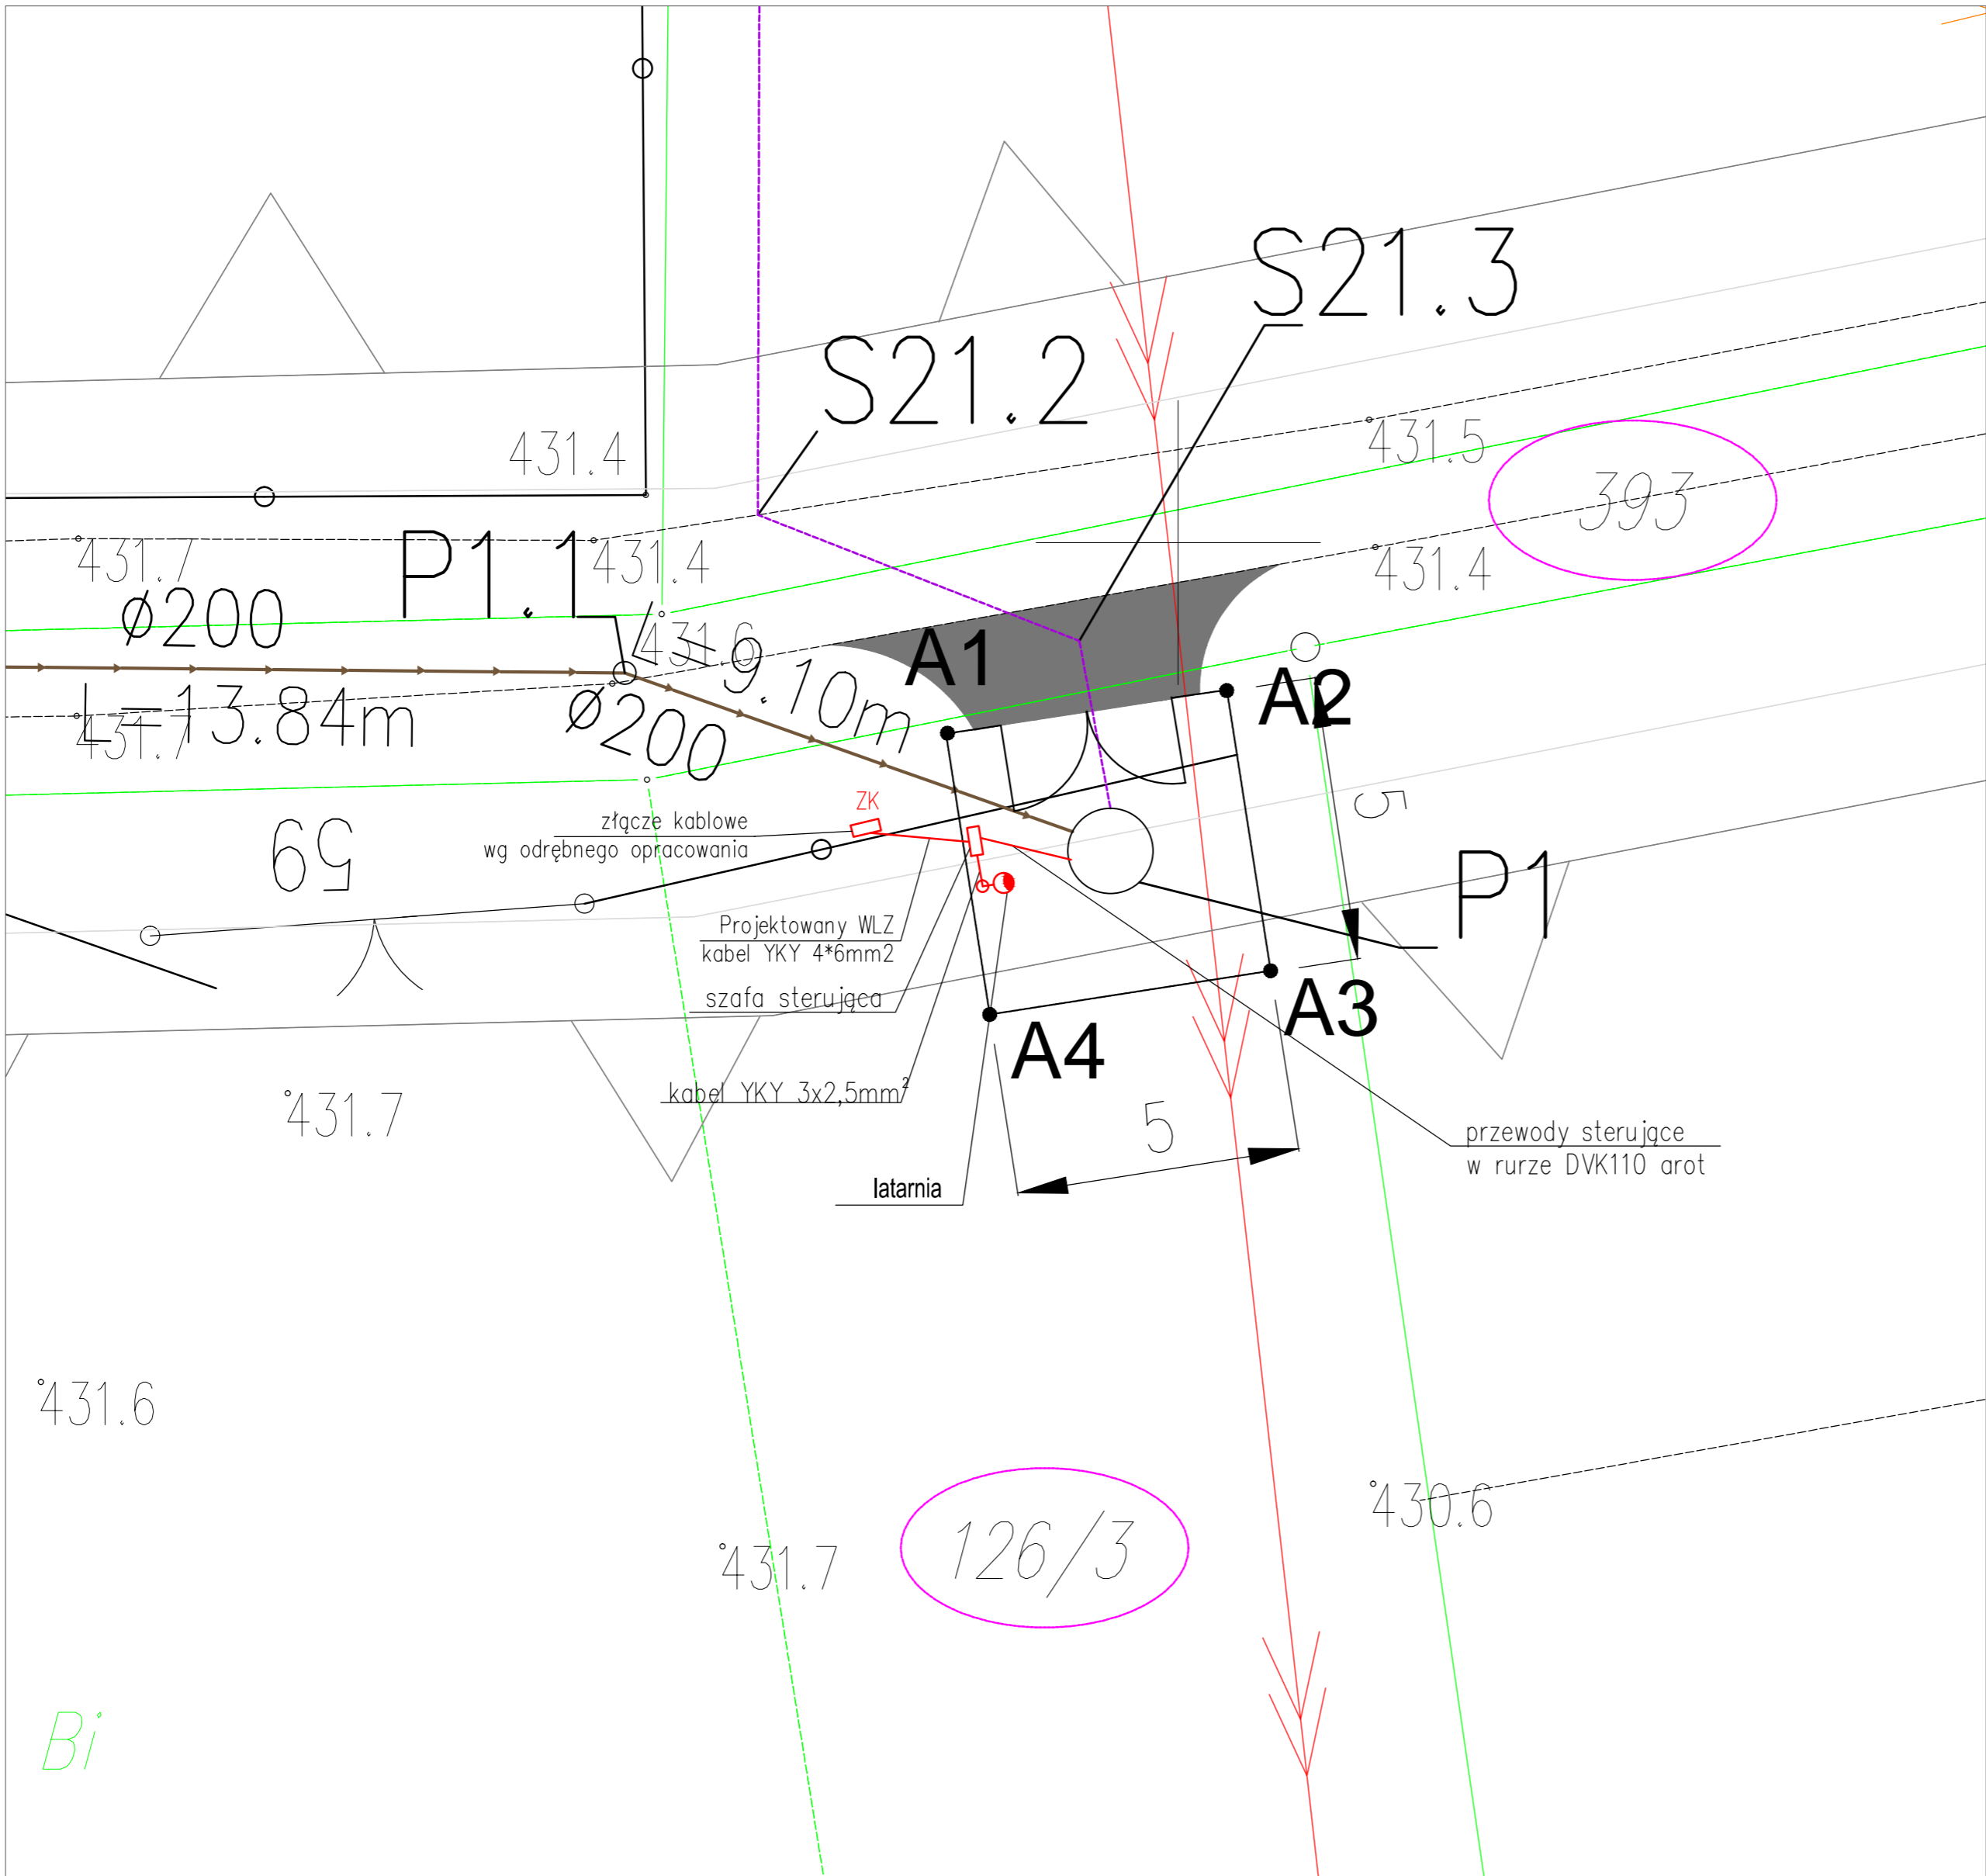 S21.3
S21.2
431.4
431.5
393
P1.1
431.7
431.4
431.4
ø200
431.6
L=9.10m
A1
A2
L=13.84m
431.7
ø200
5
ZK
złącze kablowe
wg odrębnego opracowania
59
P1
Projektowany WLZ
kabel YKY 4*6mm2
szafa sterująca
A3
A4
kabel YKY 3x2,5mm²
431.7
5
przewody sterujące
w rurze DVK110 arot
latarnia
431.6
430.6
126/3
431.7
Bi